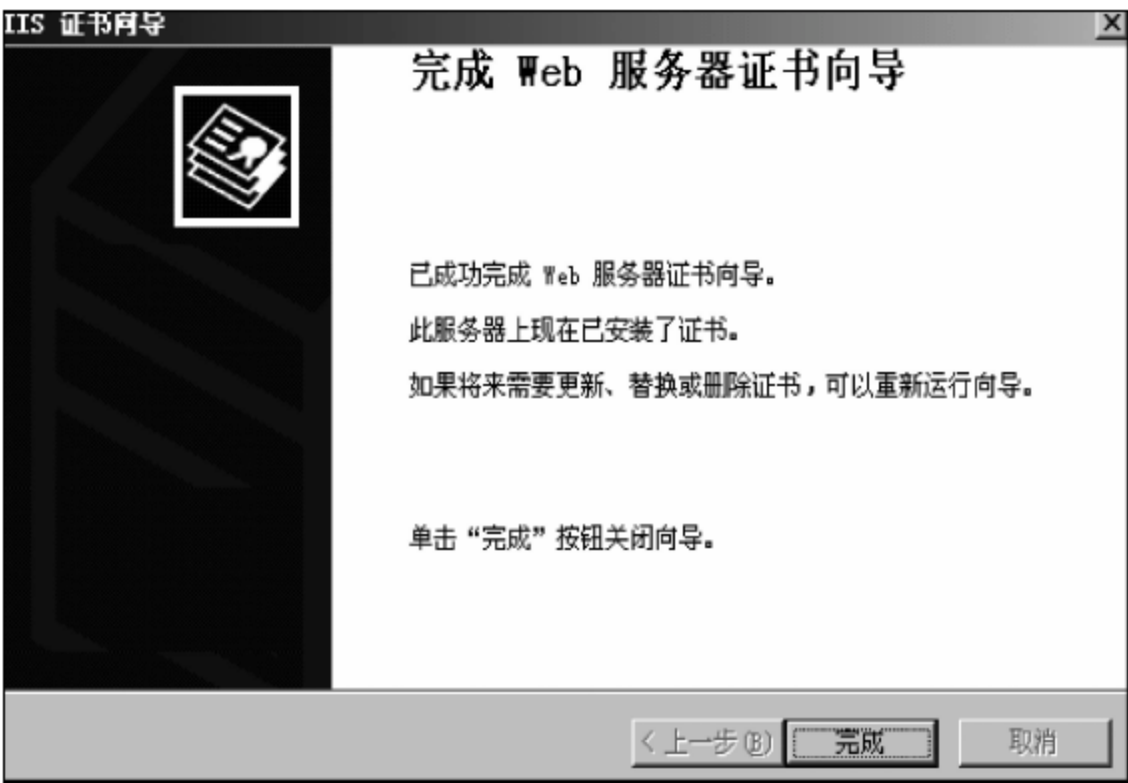 IIS 证书向导
完成 Web 服务器证书向导
已成功完成 Web 服务器证书向导。
此服务器上现在已安装了证书。
如果将来需要更新、替换或删除证书，可以重新运行向导。
单击“完成”按钮关闭向导。
< 上一步(B) 完成 取消